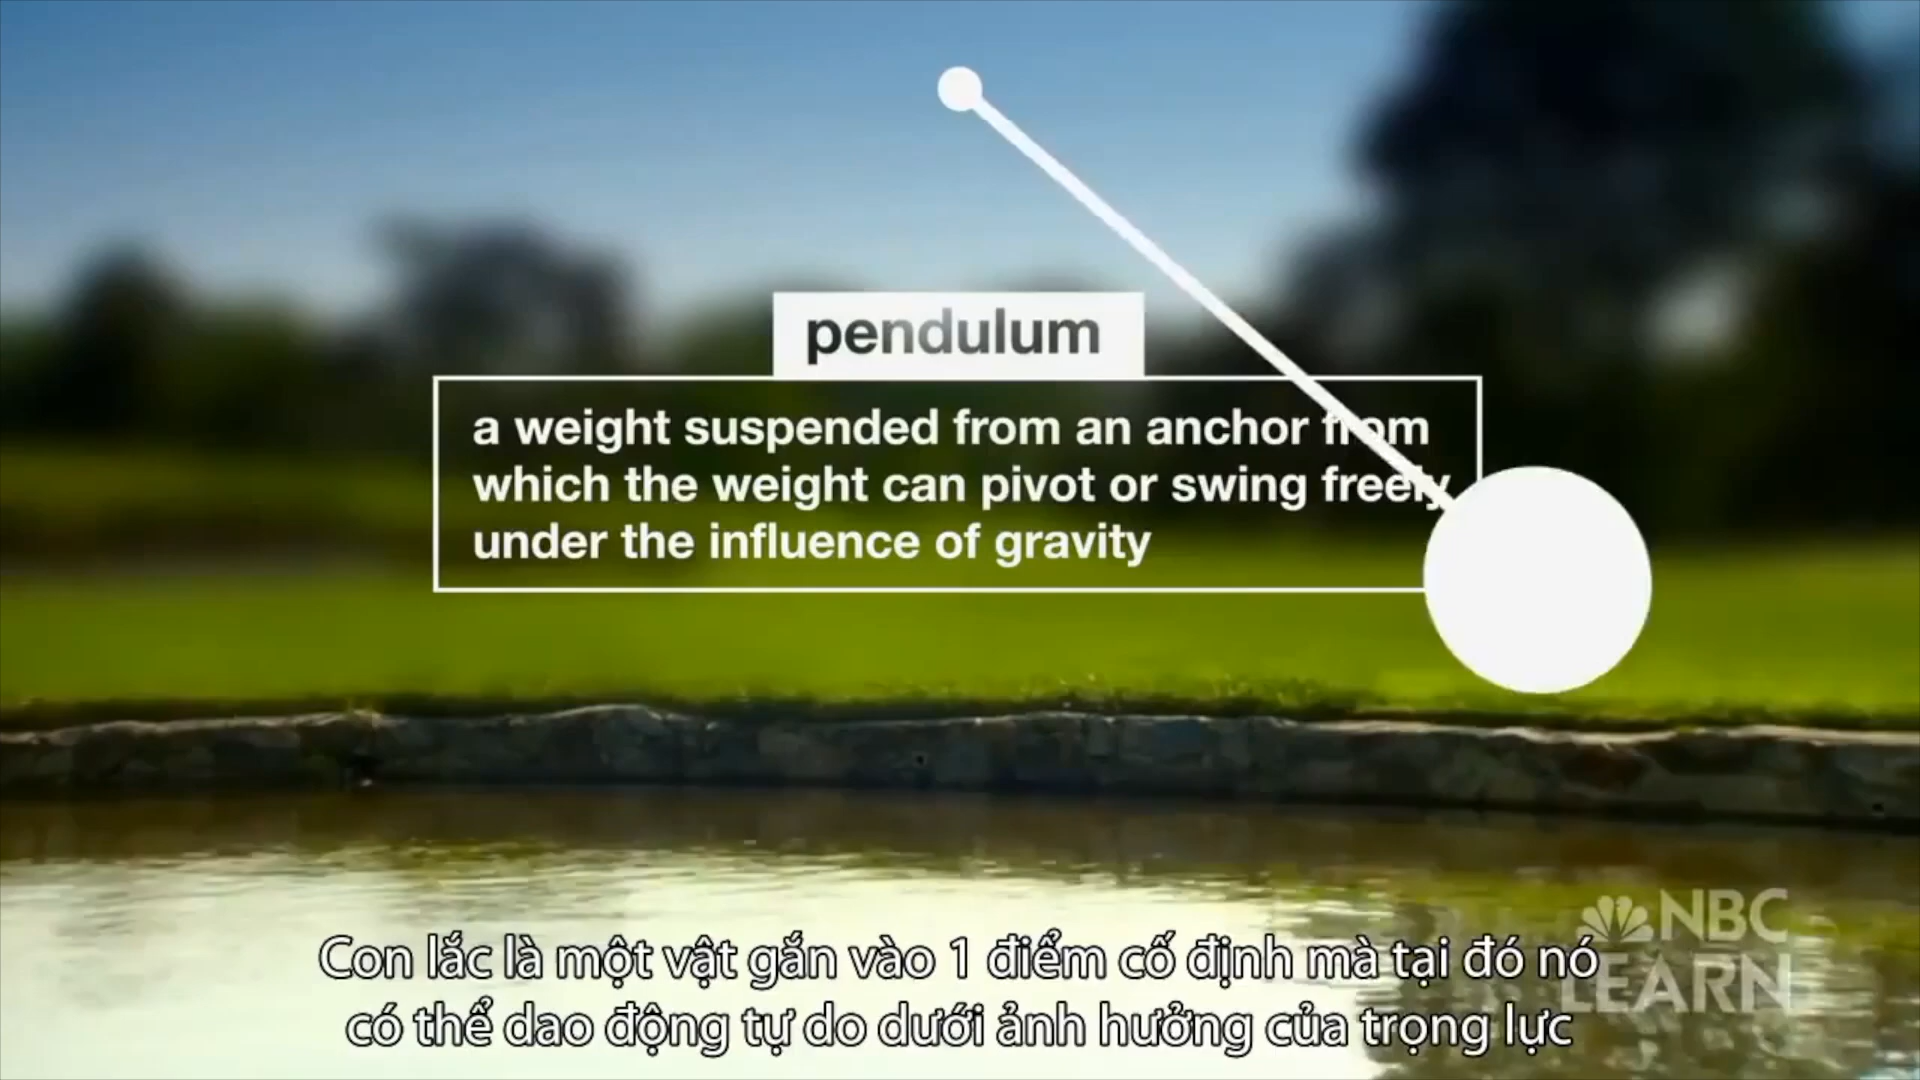 pendulum
a weight suspended from an anchor from
which the weight can pivot or swing freely
under the influence of gravity
NBC
LEARN
Con lắc là một vật gắn vào 1 điểm cố định mà tại đó nó
có thể dao động tự do dưới ảnh hưởng của trọng lực